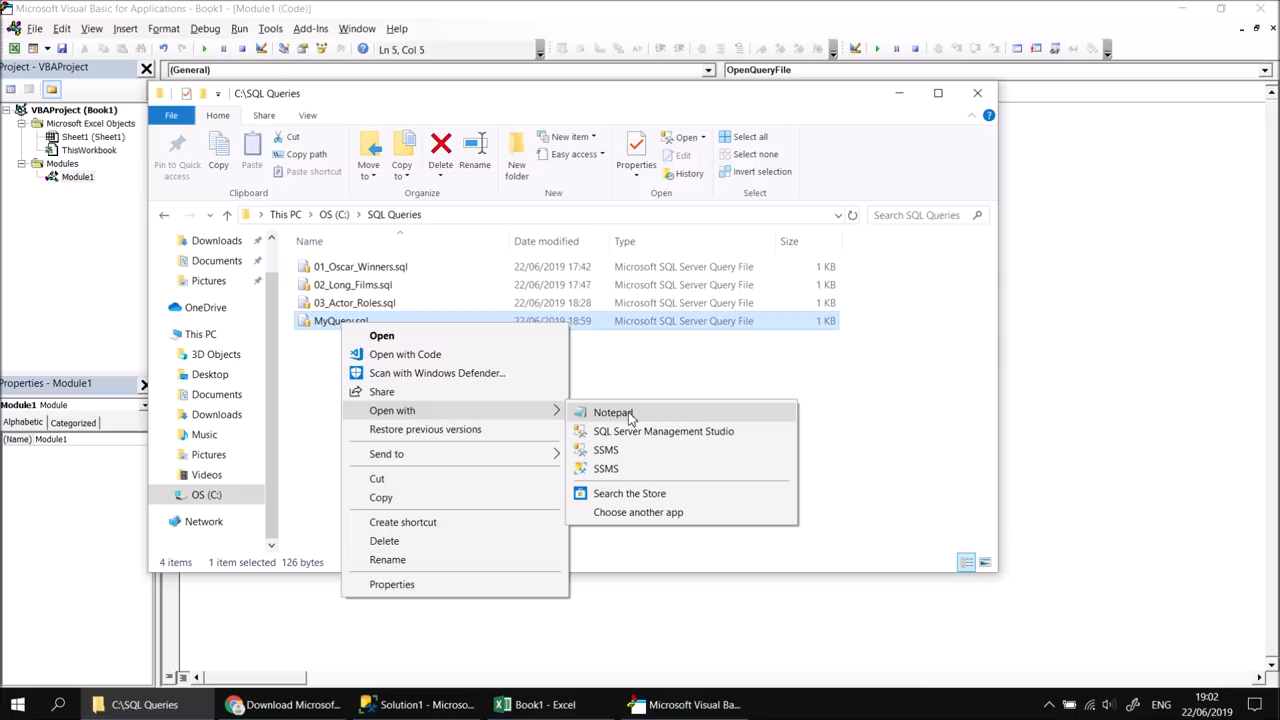 Microsoft Visual Basic for Applications - Book1 - [Module1 (Code)]
File Edit View Insert Format Debug Run Tools Add-Ins Window Help
Ln 5, Col 5
Project - VBAProject
(General)
OpenQueryFile
VBAProject (Book1)
Microsoft Excel Objects
Sheet1 (Sheet1)
ThisWorkbook
Modules
Module1
Properties - Module1
Module1 Module
Alphabetic Categorized
(Name) Module1
C:\SQL Queries
File Home Share View
Pin to Quick access
Copy
Paste
Cut
Copy path
Paste shortcut
Clipboard
Move to
Copy to
Delete
Rename
Organize
New folder
New item
Easy access
New
Properties
Open
Edit
History
Open
Select all
Select none
Invert selection
Select
This PC OS (C:) SQL Queries
Search SQL Queries
Downloads
Documents
Pictures
OneDrive
This PC
3D Objects
Desktop
Documents
Downloads
Music
Pictures
Videos
OS (C:)
Network
Name Date modified Type Size
01_Oscar_Winners.sql 22/06/2019 17:42 Microsoft SQL Server Query File 1 KB
02_Long_Films.sql 22/06/2019 17:47 Microsoft SQL Server Query File 1 KB
03_Actor_Roles.sql 22/06/2019 18:28 Microsoft SQL Server Query File 1 KB
MyQuery.sql 22/06/2019 18:59 Microsoft SQL Server Query File 1 KB
Open
Open with Code
Scan with Windows Defender...
Share
Open with
Restore previous versions
Send to
Cut
Copy
Create shortcut
Delete
Rename
Properties
Notepad
SQL Server Management Studio
SSMS
SSMS
Search the Store
Choose another app
4 items 1 item selected 126 bytes
C:\SQL Queries
Download Microsof...
Solution1 - Microso...
Book1 - Excel
Microsoft Visual Ba...
ENG
19:02
22/06/2019